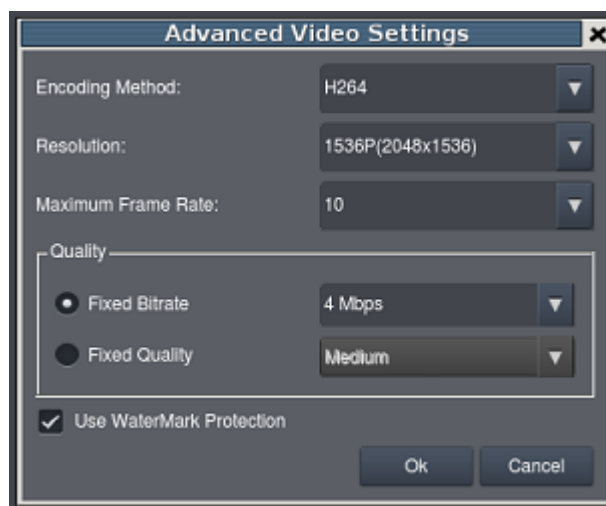 Advanced Video Settings
Encoding Method: H264
Resolution: 1536P(2048x1536)
Maximum Frame Rate: 10
Quality
Fixed Bitrate 4 Mbps
Fixed Quality Medium
Use WaterMark Protection
Ok Cancel